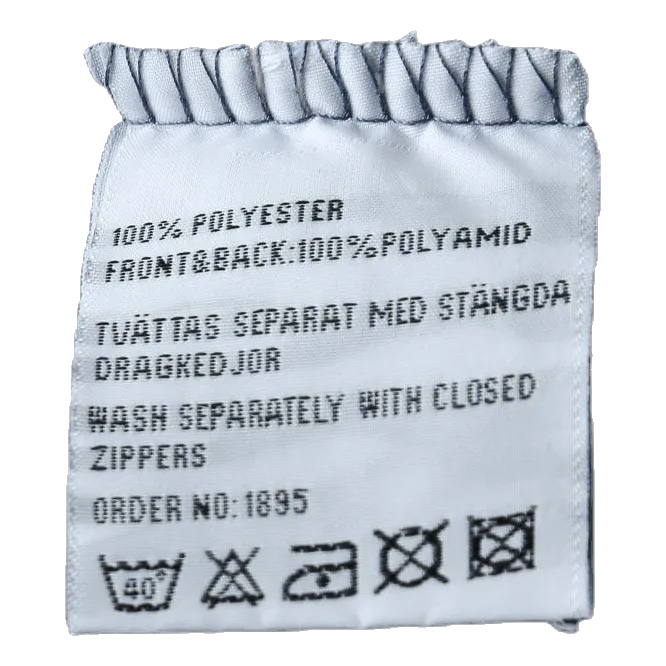 100% POLYESTER
FRONT&BACK:100%POLYAMID
TVÄTTAS SEPARAT MED STÄNGDA
DRAGKEDJOR
WASH SEPARATELY WITH CLOSED
ZIPPERS
ORDER NO:1895
40°